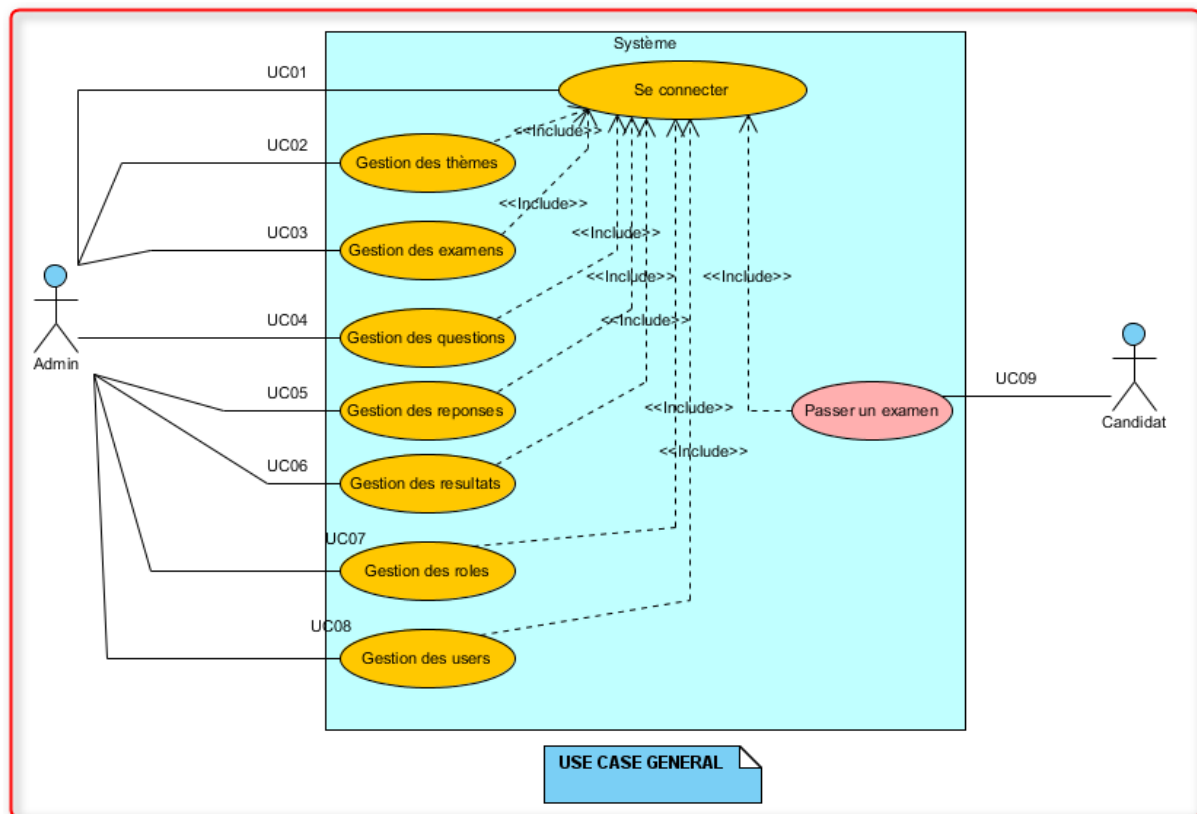 Système
UC01
Se connecter
<<Include>>
UC02
Gestion des thèmes
<<Include>>
UC03
Gestion des examens
<<Include>>
<<Include>>
<<Include>>
UC04
Gestion des questions
<<Include>>
Admin
UC05
Gestion des reponses
<<Include>>
Passer un examen
UC09
Candidat
<<Include>>
UC06
Gestion des resultats
UC07
Gestion des roles
UC08
Gestion des users
USE CASE GENERAL